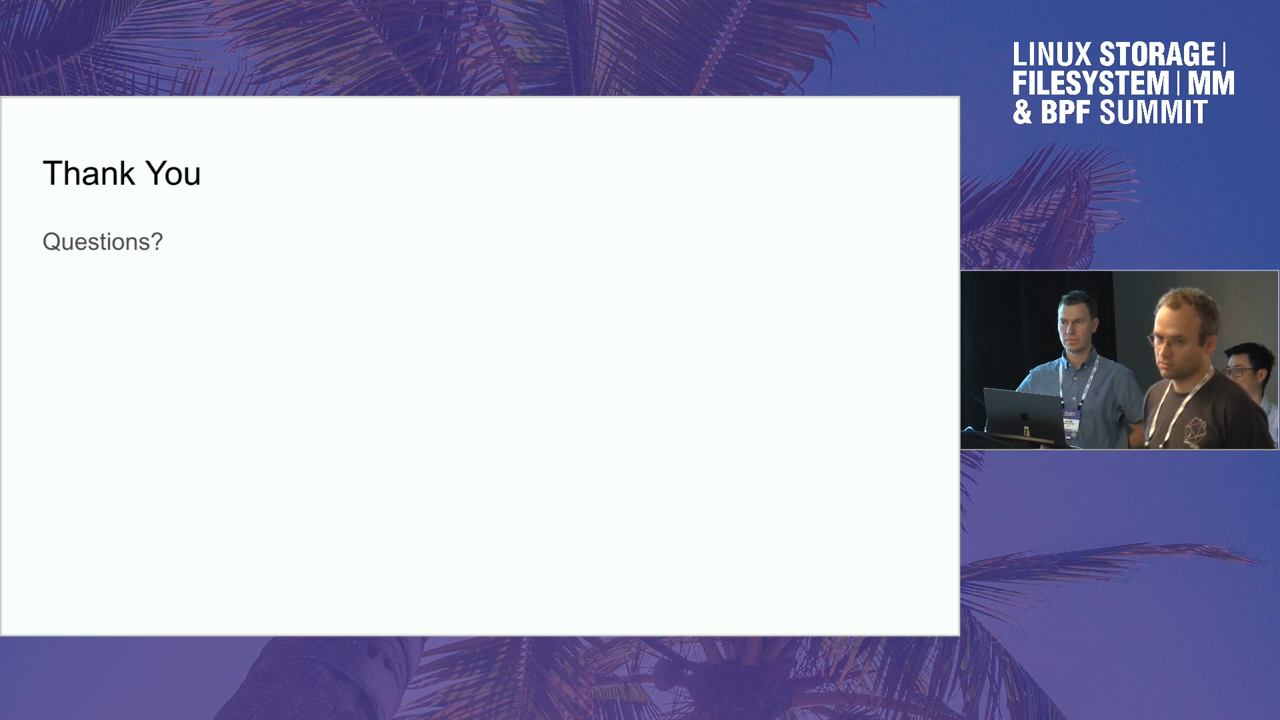 LINUX STORAGE |
FILESYSTEM | MM
& BPF SUMMIT
Thank You
Questions?